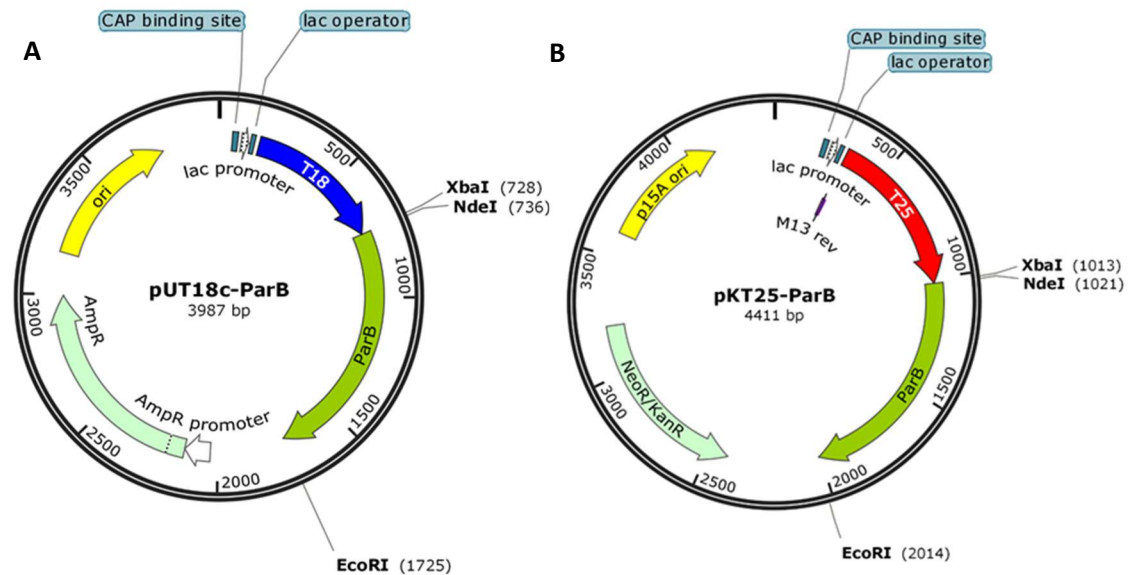 A
CAP binding site
lac operator
lac promoter
T18
500
XbaI (728)
NdeI (736)
1000
ParB
1500
EcoRI (1725)
2000
AmpR promoter
2500
AmpR
3000
ori
3500
pUT18c-ParB
3987 bp
B
CAP binding site
lac operator
lac promoter
M13 rev
T25
500
1000
XbaI (1013)
NdeI (1021)
ParB
1500
2000
EcoRI (2014)
2500
NeoR/KanR
3000
3500
p15A ori
4000
pKT25-ParB
4411 bp